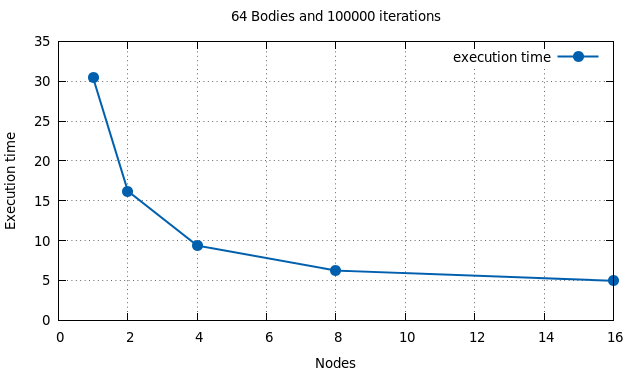 64 Bodies and 100000 iterations
execution time
35
30
25
20
15
10
5
0
Execution time
0 2 4 6 8 10 12 14 16
Nodes